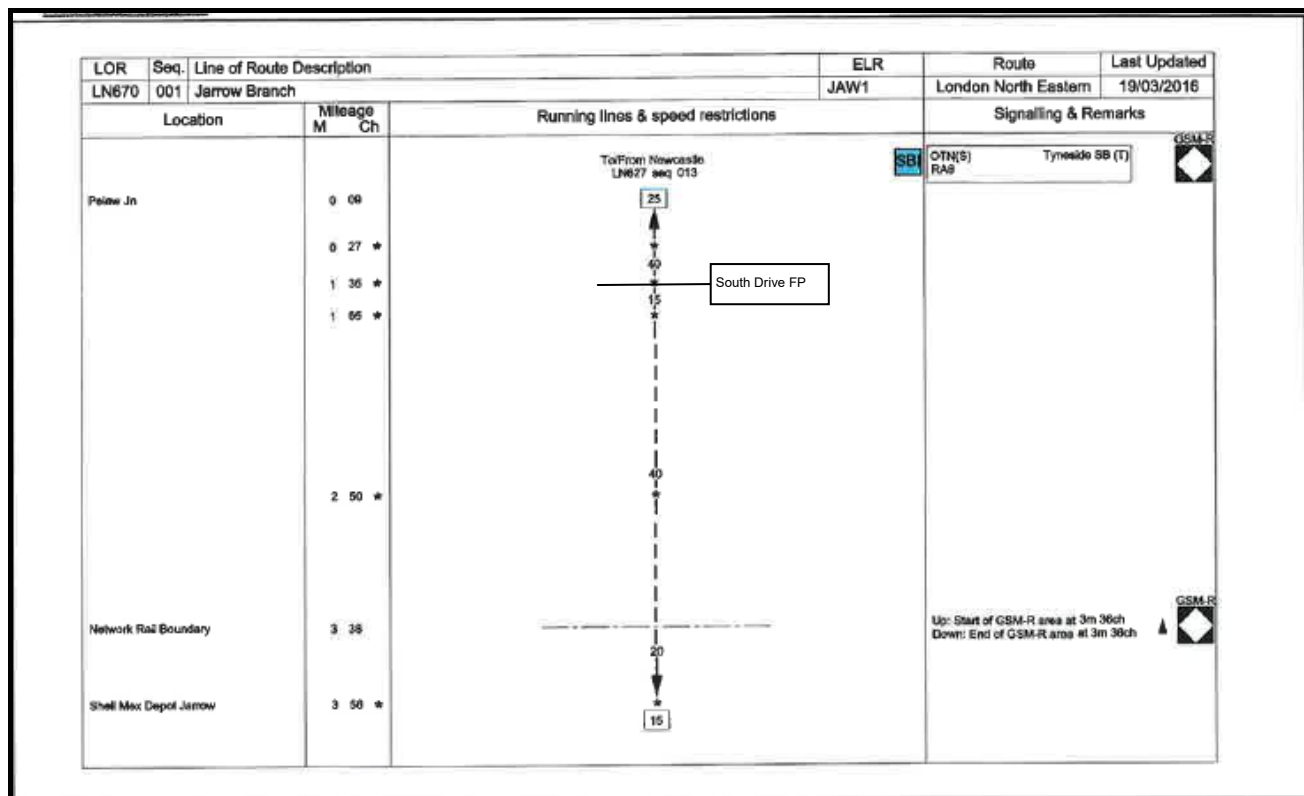 LOR Seq. Line of Route Description ELR Route Last Updated
LN670 001 Jarrow Branch JAW1 London North Eastern 19/03/2016
Location Mileage Running lines & speed restrictions Signalling & Remarks
M Ch
GSM-R
To/From Newcastle SB OTN(S) Tyneside SB (T)
LN627 seq 013 RA8
Pelaw Jn 0 09 25
0 27 *
40
1 36 * South Drive FP
15
1 65 *
40
2 50 *
GSM-R
Network Rail Boundary 3 36 Up: Start of GSM-R area at 3m 36ch
Down: End of GSM-R area at 3m 36ch
20
Shell Mex Depot Jarrow 3 58 *
15